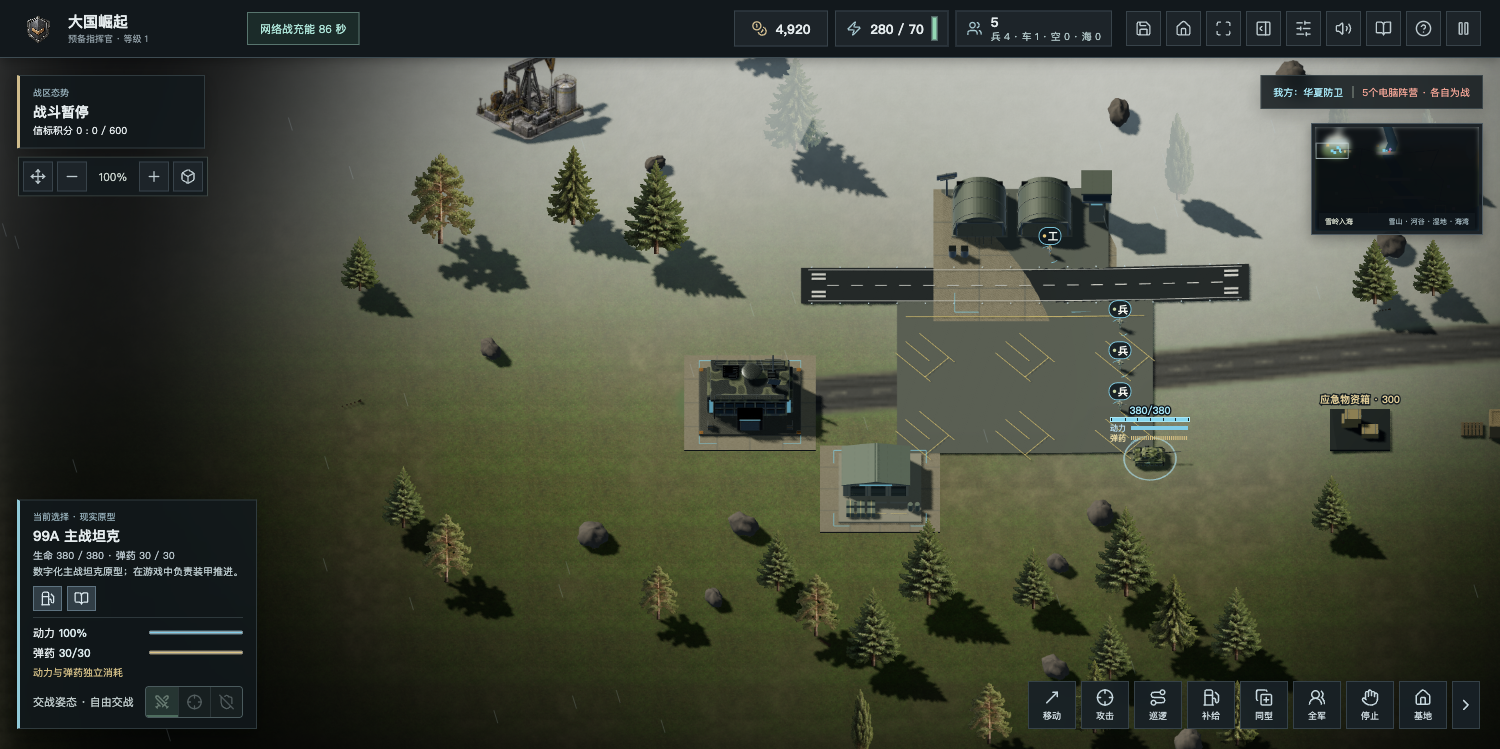 大国崛起
预备指挥官 · 等级 1
网络战充能 86 秒
4,920
280 / 70
5
兵 4 · 车 1 · 空 0 · 海 0
战区态势
战斗暂停
信标积分 0 : 0 / 600
100%
我方：华夏防卫 | 5个电脑阵营 · 各自为战
雪岭入海 雪山 · 河谷 · 湿地 · 海湾
工
兵
兵
兵
380/380
动力
弹药
应急物资箱 · 300
当前选择 · 现实原型
99A 主战坦克
生命 380 / 380 · 弹药 30 / 30
数字化主战坦克原型；在游戏中负责装甲推进。
动力 100%
弹药 30/30
动力与弹药独立消耗
交战姿态 · 自由交战
移动
攻击
巡逻
补给
同型
全军
停止
基地